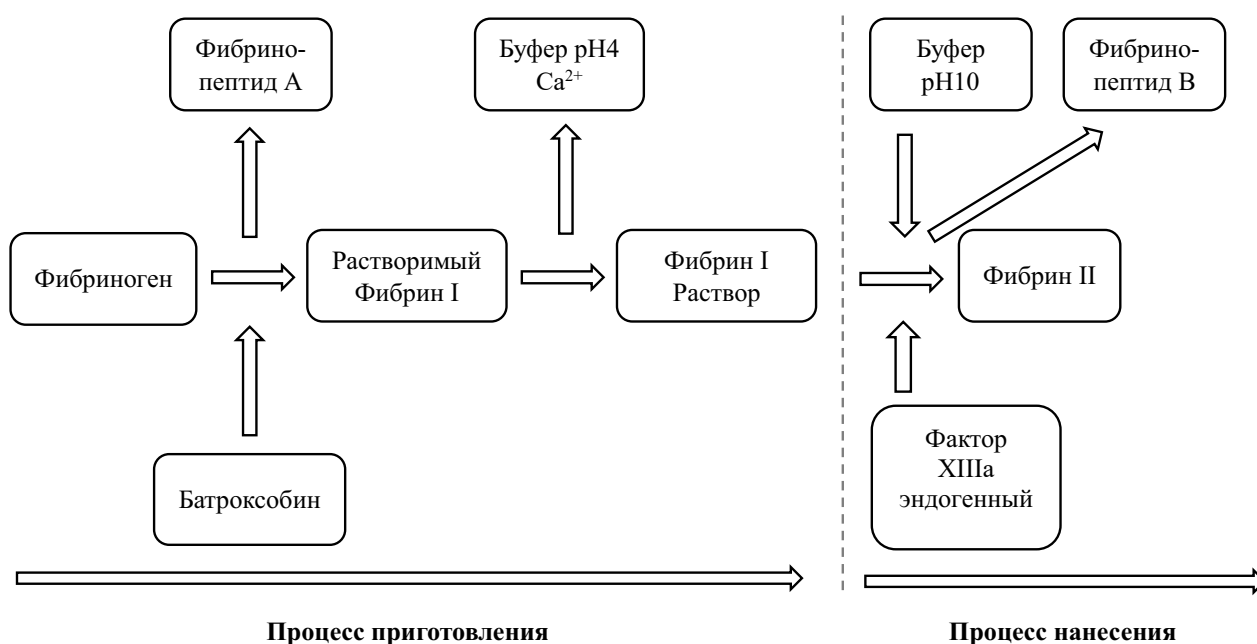 Фибрино-
пептид А
Буфер pH4
Ca²⁺
Буфер
pH10
Фибрино-
пептид В
Фибриноген
Растворимый
Фибрин I
Фибрин I
Раствор
Фибрин II
Батроксобин
Фактор
XIIIa
эндогенный
Процесс приготовления
Процесс нанесения